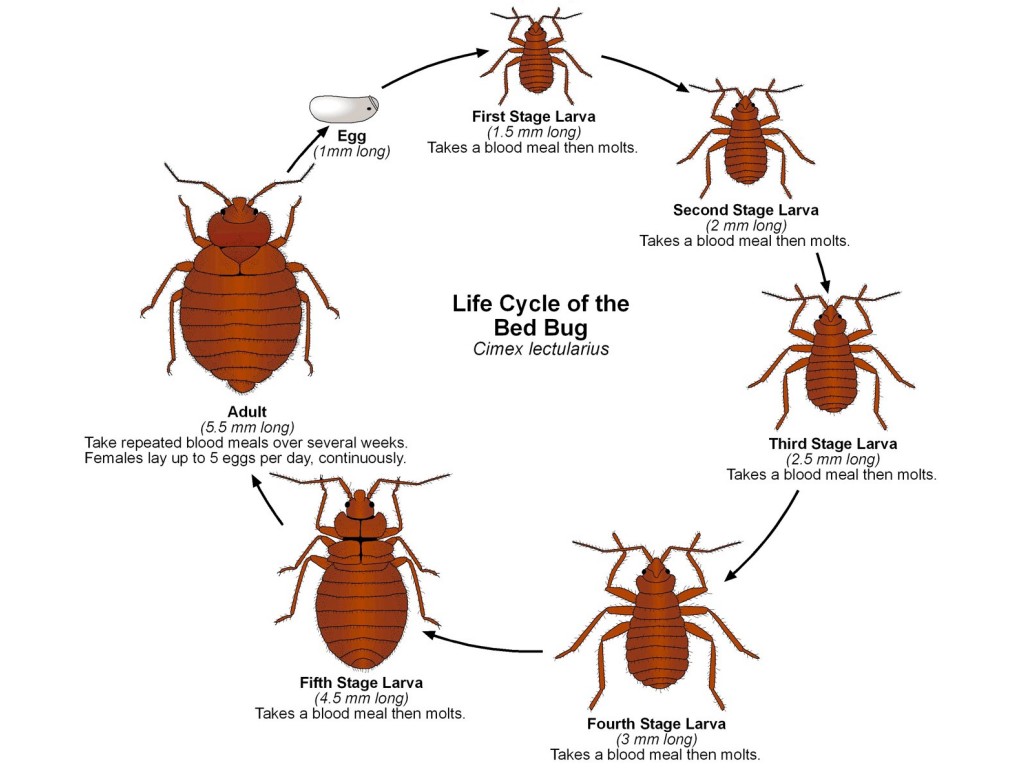 Life Cycle of the
Bed Bug
Cimex lectularius
Egg
(1mm long)
First Stage Larva
(1.5 mm long)
Takes a blood meal then molts.
Second Stage Larva
(2 mm long)
Takes a blood meal then molts.
Third Stage Larva
(2.5 mm long)
Takes a blood meal then molts.
Fourth Stage Larva
(3 mm long)
Takes a blood meal then molts.
Fifth Stage Larva
(4.5 mm long)
Takes a blood meal then molts.
Adult
(5.5 mm long)
Take repeated blood meals over several weeks.
Females lay up to 5 eggs per day, continuously.